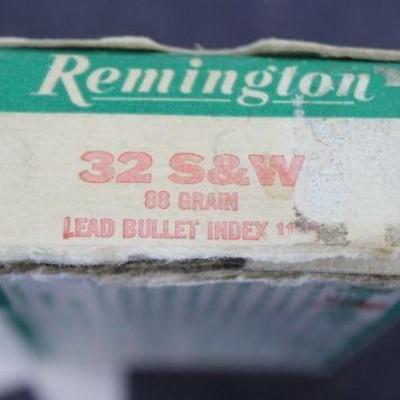 Remington
32 S&W
88 GRAIN
LEAD BULLET INDEX